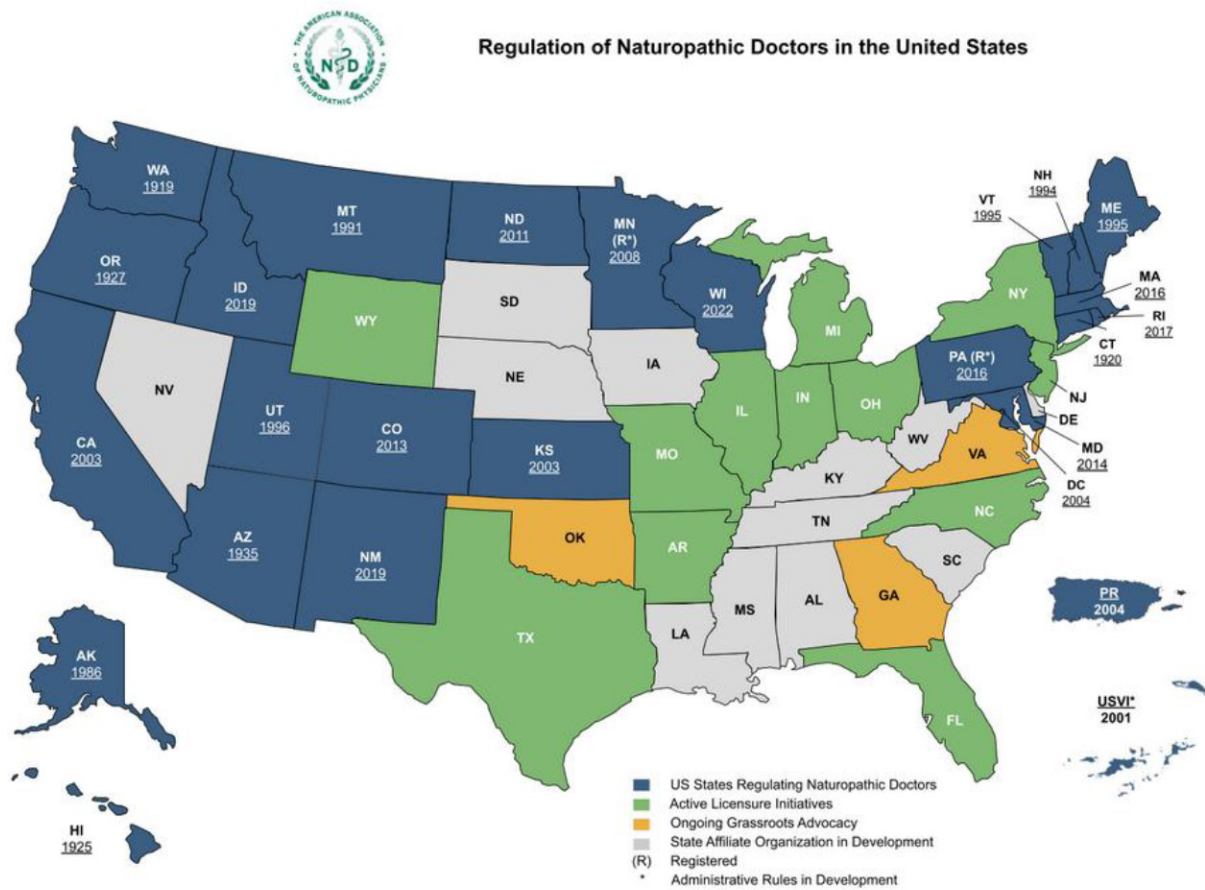 THE AMERICAN ASSOCIATION
OF NATUROPATHIC PHYSICIANS
N D
Regulation of Naturopathic Doctors in the United States
WA
1919
MT
1991
ND
2011
MN
(R*)
2008
VT
1995
NH
1994
ME
1995
OR
1927
ID
2019
SD
WI
2022
NY
MA
2016
RI
2017
CT
1920
WY
MI
PA (R*)
2016
NV
NE
IA
IL
IN
OH
NJ
DE
MD
2014
DC
2004
CA
2003
UT
1996
CO
2013
KS
2003
MO
WV
VA
KY
AZ
1935
NM
2019
OK
AR
TN
NC
SC
TX
LA
MS
AL
GA
FL
PR
2004
USVI*
2001
AK
1986
HI
1925
US States Regulating Naturopathic Doctors
Active Licensure Initiatives
Ongoing Grassroots Advocacy
State Affiliate Organization in Development
(R) Registered
* Administrative Rules in Development